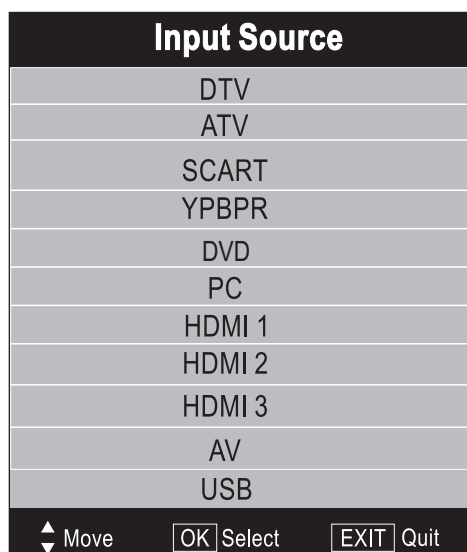 Input Source
DTV
ATV
SCART
YPBPR
DVD
PC
HDMI 1
HDMI 2
HDMI 3
AV
USB
Move OK Select EXIT Quit